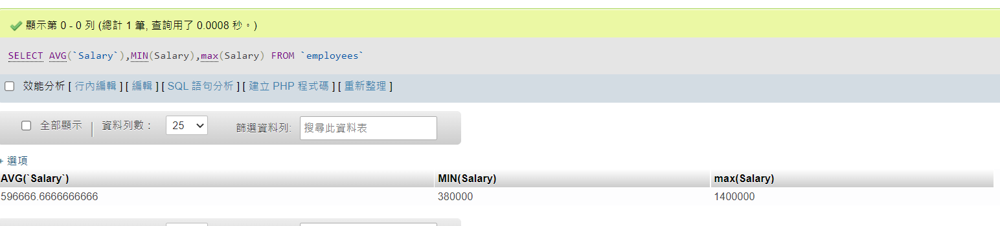 顯示第 0 - 0 列 (總計 1 筆, 查詢用了 0.0008 秒。)
SELECT AVG(`Salary`),MIN(Salary),max(Salary) FROM `employees`
效能分析 [ 行內編輯 ] [ 編輯 ] [ SQL 語句分析 ] [ 建立 PHP 程式碼 ] [ 重新整理 ]
全部顯示 | 資料列數： 25 篩選資料列: 搜尋此資料表
+ 選項
AVG(`Salary`) MIN(Salary) max(Salary)
596666.6666666666 380000 1400000